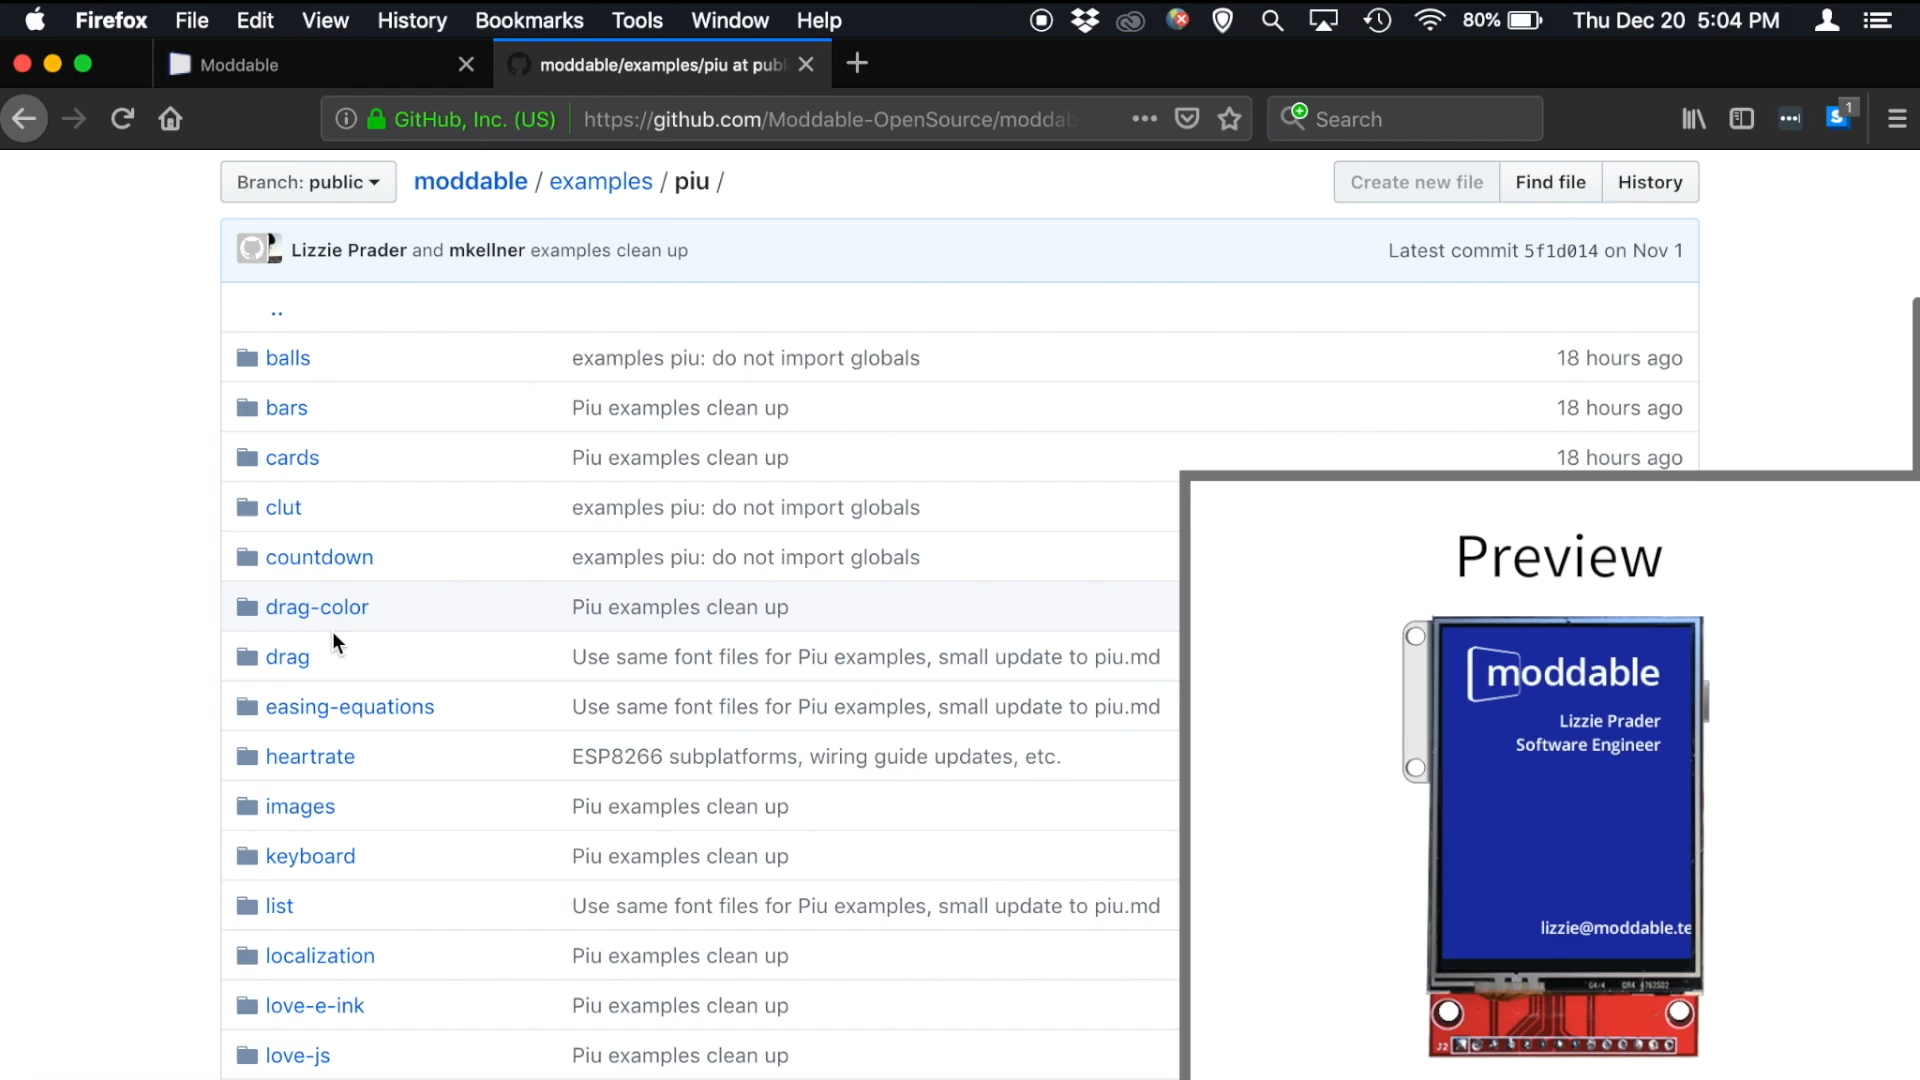 Firefox File Edit View History Bookmarks Tools Window Help 80% Thu Dec 20 5:04 PM
Moddable
moddable/examples/piu at publ
GitHub, Inc. (US) https://github.com/Moddable-OpenSource/moddab
Search
1
Branch: public
moddable / examples / piu /
Create new file Find file History
Lizzie Prader and mkellner examples clean up
Latest commit 5f1d014 on Nov 1
..
balls examples piu: do not import globals 18 hours ago
bars Piu examples clean up 18 hours ago
cards Piu examples clean up 18 hours ago
clut examples piu: do not import globals
countdown examples piu: do not import globals
drag-color Piu examples clean up
drag Use same font files for Piu examples, small update to piu.md
easing-equations Use same font files for Piu examples, small update to piu.md
heartrate ESP8266 subplatforms, wiring guide updates, etc.
images Piu examples clean up
keyboard Piu examples clean up
list Use same font files for Piu examples, small update to piu.md
localization Piu examples clean up
love-e-ink Piu examples clean up
love-js Piu examples clean up
Preview
moddable
Lizzie Prader
Software Engineer
lizzie@moddable.te
J2